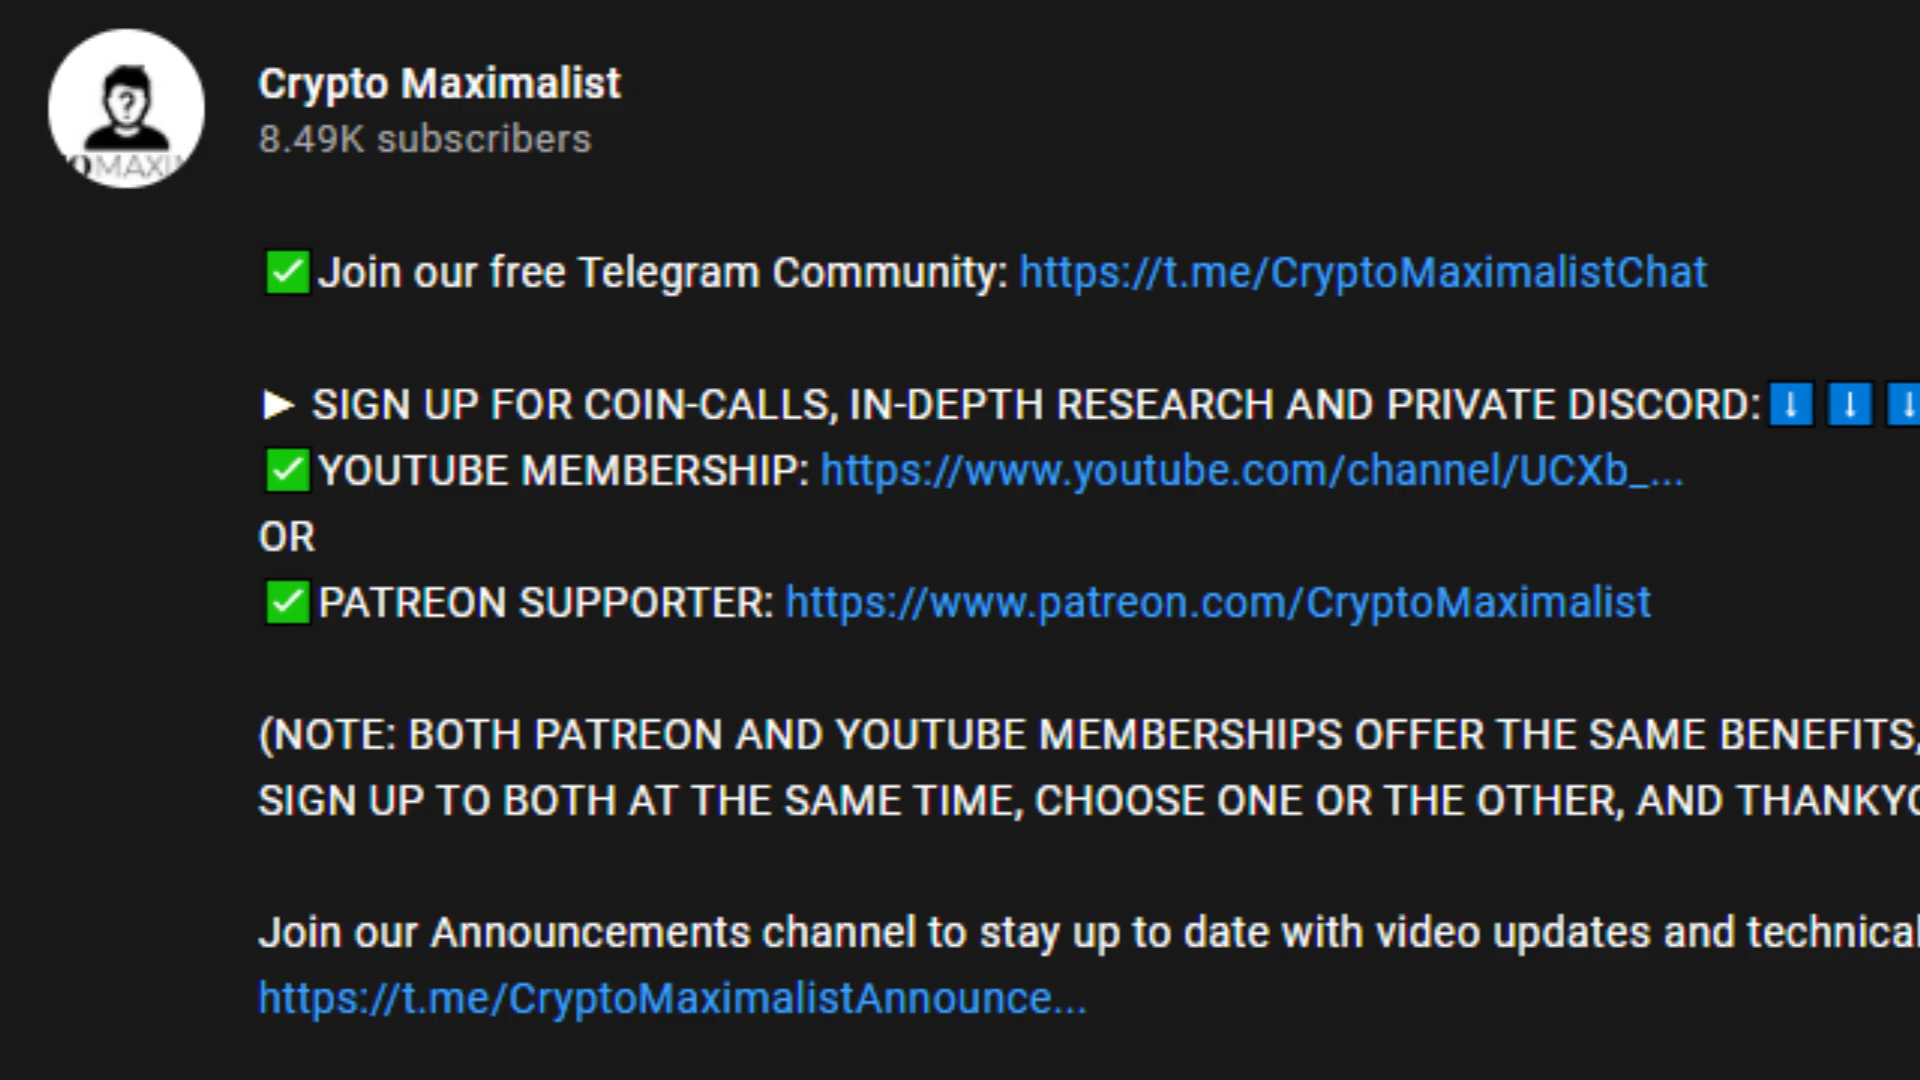 OMAXI
Crypto Maximalist
8.49K subscribers
✅Join our free Telegram Community: https://t.me/CryptoMaximalistChat
► SIGN UP FOR COIN-CALLS, IN-DEPTH RESEARCH AND PRIVATE DISCORD:⬇️⬇️⬇️
✅YOUTUBE MEMBERSHIP: https://www.youtube.com/channel/UCXb_...
OR
✅PATREON SUPPORTER: https://www.patreon.com/CryptoMaximalist
(NOTE: BOTH PATREON AND YOUTUBE MEMBERSHIPS OFFER THE SAME BENEFITS,
SIGN UP TO BOTH AT THE SAME TIME, CHOOSE ONE OR THE OTHER, AND THANKYO
Join our Announcements channel to stay up to date with video updates and technical
https://t.me/CryptoMaximalistAnnounce...